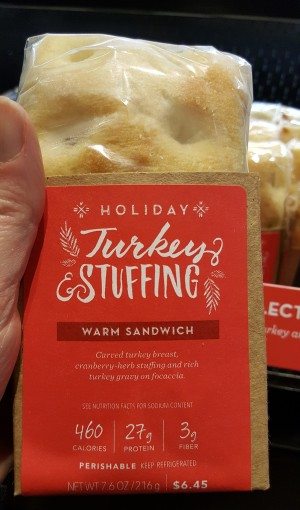 HOLIDAY
Turkey
& STUFFING
WARM SANDWICH
Carved turkey breast,
cranberry-herb stuffing and rich
turkey gravy on focaccia.
SEE NUTRITION FACTS FOR SODIUM CONTENT
460 27g 3g
CALORIES PROTEIN FIBER
PERISHABLE KEEP REFRIGERATED
NET WT 7.6 OZ (216g) $6.45
LECT